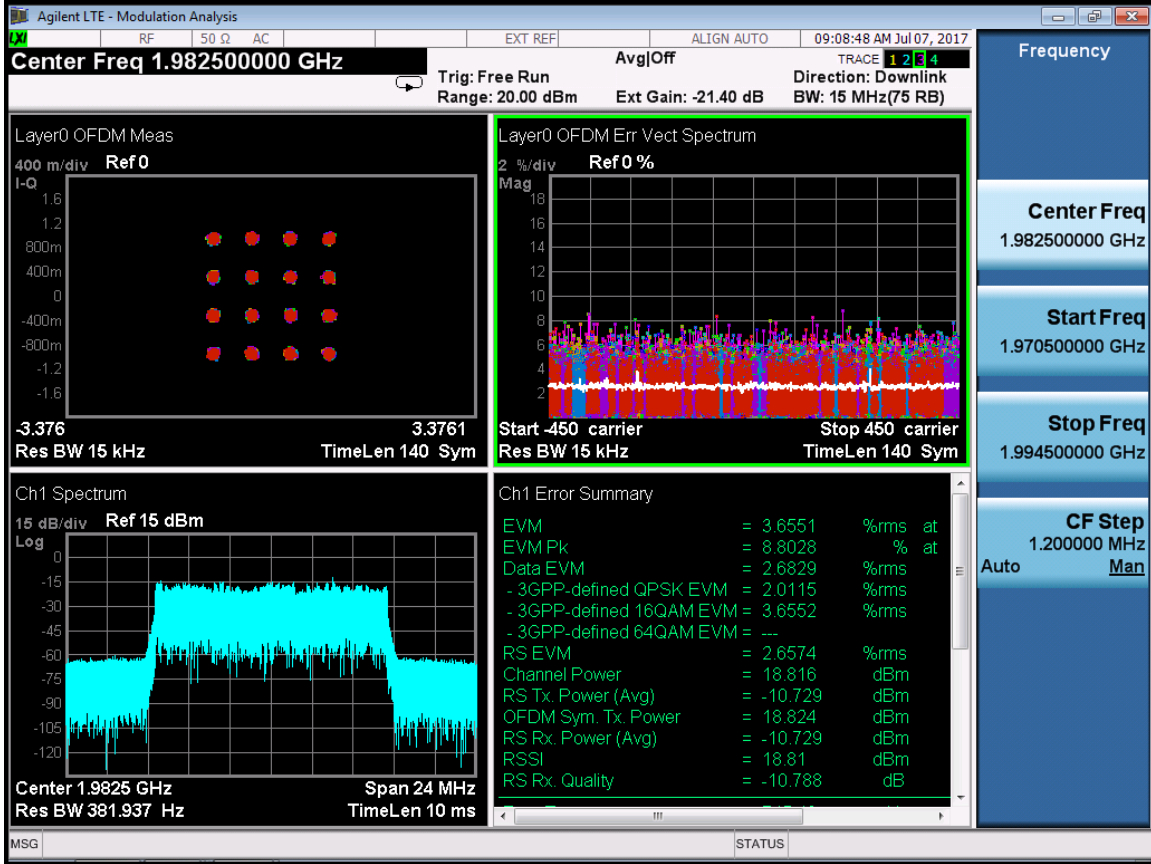 Agilent LTE - Modulation Analysis
LXI RF 50 Ω AC EXT REF ALIGN AUTO 09:08:48 AM Jul 07, 2017
Center Freq 1.982500000 GHz
Avg|Off
TRACE 1 2 3 4
Trig: Free Run
Direction: Downlink
Range: 20.00 dBm Ext Gain: -21.40 dB BW: 15 MHz(75 RB)
Layer0 OFDM Meas
400 m/div Ref 0
I-Q
1.6
1.2
800m
400m
0
-400m
-800m
-1.2
-1.6
-3.376 3.3761
Res BW 15 kHz TimeLen 140 Sym
Layer0 OFDM Err Vect Spectrum
2 %/div Ref 0 %
Mag
18
16
14
12
10
8
6
4
2
Start -450 carrier Stop 450 carrier
Res BW 15 kHz TimeLen 140 Sym
Ch1 Spectrum
15 dB/div Ref 15 dBm
Log
0
-15
-30
-45
-60
-75
-90
-105
-120
Center 1.9825 GHz Span 24 MHz
Res BW 381.937 Hz TimeLen 10 ms
Ch1 Error Summary
EVM = 3.6551 %rms at
EVM Pk = 8.8028 % at
Data EVM = 2.6829 %rms
- 3GPP-defined QPSK EVM = 2.0115 %rms
- 3GPP-defined 16QAM EVM = 3.6552 %rms
- 3GPP-defined 64QAM EVM = ---
RS EVM = 2.6574 %rms
Channel Power = 18.816 dBm
RS Tx. Power (Avg) = -10.729 dBm
OFDM Sym. Tx. Power = 18.824 dBm
RS Rx. Power (Avg) = -10.729 dBm
RSSI = 18.81 dBm
RS Rx. Quality = -10.788 dB
Frequency
Center Freq
1.982500000 GHz
Start Freq
1.970500000 GHz
Stop Freq
1.994500000 GHz
CF Step
1.200000 MHz
Auto Man
MSG STATUS